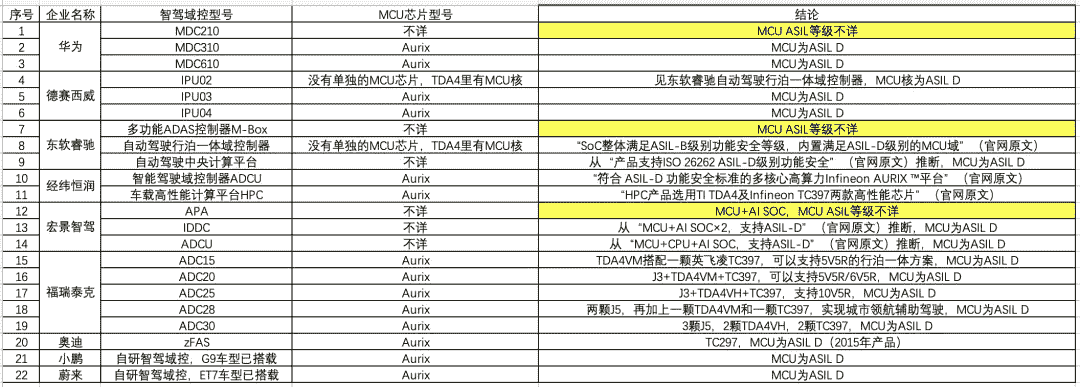 序号 企业名称 智驾域控型号 MCU芯片型号 结论
1 华为 MDC210 不详 MCU ASIL等级不详
2 MDC310 Aurix MCU为ASIL D
3 MDC610 Aurix MCU为ASIL D
4 德赛西威 IPU02 没有单独的MCU芯片，TDA4里有MCU核 见东软睿驰自动驾驶行泊一体域控制器，MCU核为ASIL D
5 IPU03 Aurix MCU为ASIL D
6 IPU04 Aurix MCU为ASIL D
7 东软睿驰 多功能ADAS控制器M-Box 不详 MCU ASIL等级不详
8 自动驾驶行泊一体域控制器 没有单独的MCU芯片，TDA4里有MCU核 “SoC整体满足ASIL-B级别功能安全等级，内置满足ASIL-D级别的MCU域”（官网原文）
9 自动驾驶中央计算平台 不详 从“产品支持ISO 26262 ASIL-D级别功能安全”（官网原文）推断，MCU为ASIL D
10 经纬恒润 智能驾驶域控制器ADCU Aurix “符合 ASIL-D 功能安全标准的多核心高算力Infineon AURIX ™平台”（官网原文）
11 车载高性能计算平台HPC Aurix “HPC产品选用TI TDA4及Infineon TC397两款高性能芯片”（官网原文）
12 宏景智驾 APA 不详 MCU+AI SOC，MCU ASIL等级不详
13 IDDC 不详 从“MCU+AI SOC×2，支持ASIL-D”（官网原文）推断，MCU为ASIL D
14 ADCU 不详 从“MCU+CPU+AI SOC，支持ASIL-D”（官网原文）推断，MCU为ASIL D
15 福瑞泰克 ADC15 Aurix TDA4VM搭配一颗英飞凌TC397，可以支持5V5R的行泊一体方案，MCU为ASIL D
16 ADC20 Aurix J3+TDA4VM+TC397，可以支持5V5R/6V5R，MCU为ASIL D
17 ADC25 Aurix J3+TDA4VH+TC397，支持10V5R，MCU为ASIL D
18 ADC28 Aurix 两颗J5，再加上一颗TDA4VM和一颗TC397，实现城市领航辅助驾驶，MCU为ASIL D
19 ADC30 Aurix 3颗J5，2颗TDA4VH，2颗TC397，MCU为ASIL D
20 奥迪 zFAS Aurix TC297，MCU为ASIL D（2015年产品）
21 小鹏 自研智驾域控，G9车型已搭载 Aurix MCU为ASIL D
22 蔚来 自研智驾域控，ET7车型已搭载 Aurix MCU为ASIL D